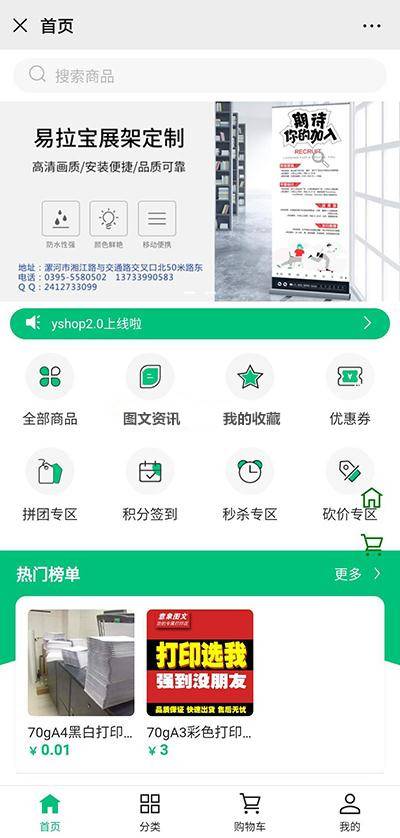 首页
搜索商品
易拉宝展架定制
高清画质/安装便捷/品质可靠
防水性强
颜色鲜艳
移动便携
地址：漯河市湘江路与交通路交叉口北50米路东
电话：0395-5580502 13733990583
Q Q：2412733099
期待
你的加入
RECRUIT
yshop2.0上线啦
全部商品
图文资讯
我的收藏
优惠券
拼团专区
积分签到
秒杀专区
砍价专区
热门榜单
更多
意象图文
打印选我
强到没朋友
品质保证 快速出货 售后无忧
70gA4黑白打印...
¥ 0.01
70gA3彩色打印...
¥ 3
首页
分类
购物车
我的